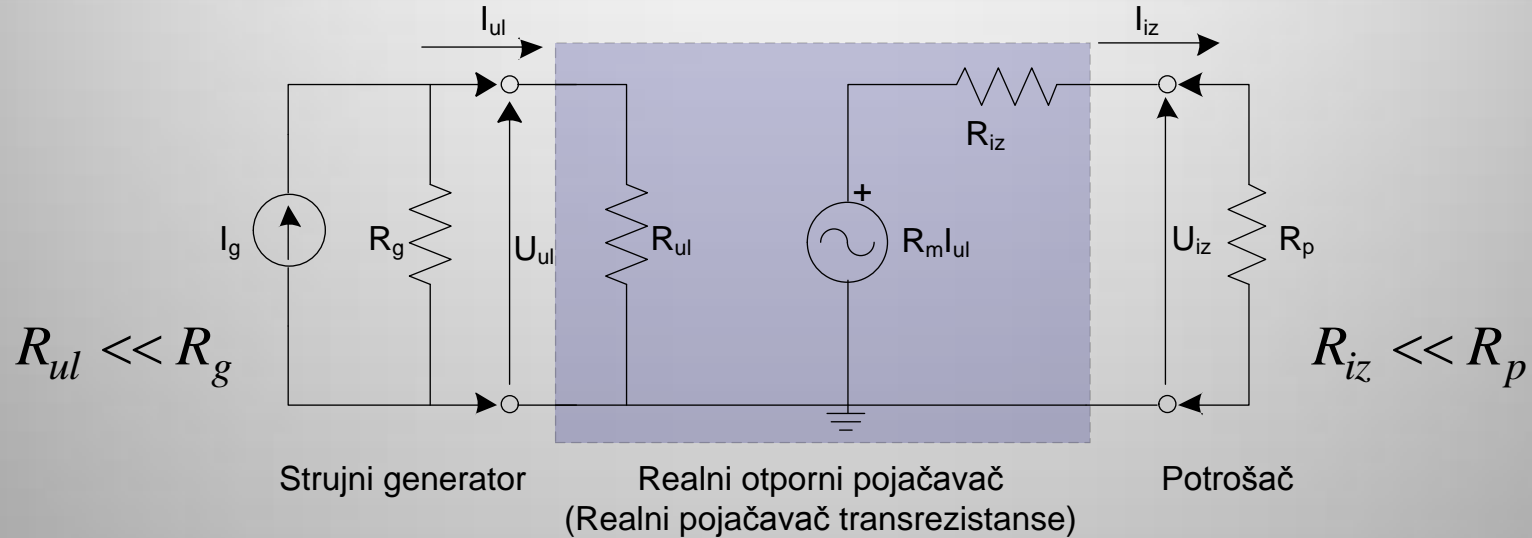 I_ul
I_iz
R_iz
+
I_g
R_g
U_ul
R_ul
R_mI_ul
U_iz
R_p
R_ul << R_g
R_iz << R_p
Strujni generator
Realni otporni pojačavač
(Realni pojačavač transrezistanse)
Potrošač